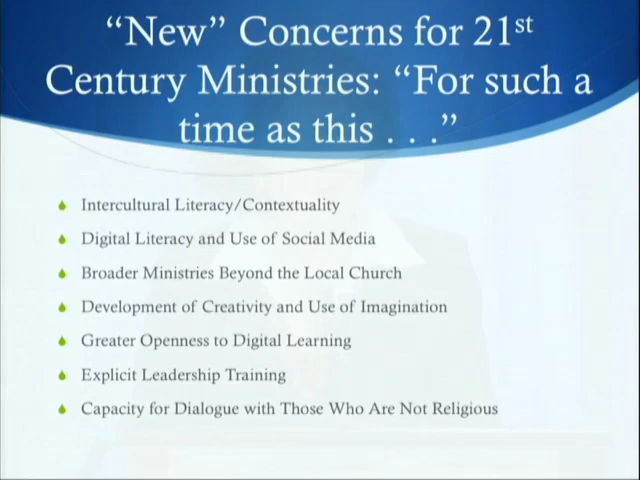 “New” Concerns for 21st
Century Ministries: “For such a
time as this . . .”
Intercultural Literacy/Contextuality
Digital Literacy and Use of Social Media
Broader Ministries Beyond the Local Church
Development of Creativity and Use of Imagination
Greater Openness to Digital Learning
Explicit Leadership Training
Capacity for Dialogue with Those Who Are Not Religious